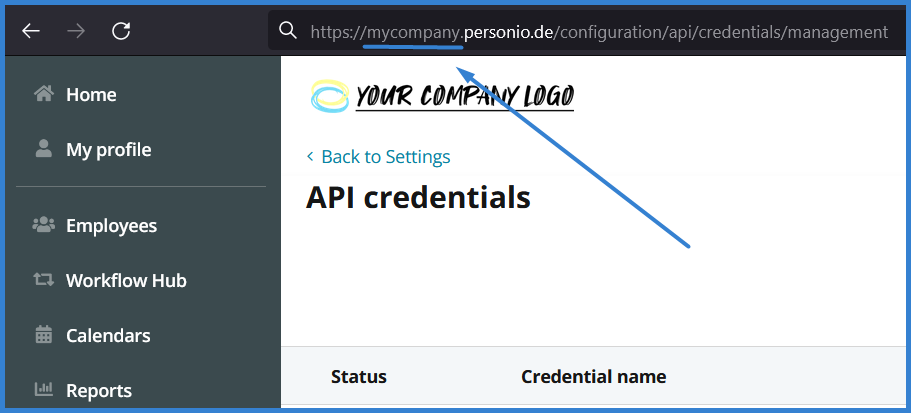 https://mycompany.personio.de/configuration/api/credentials/management
Home
My profile
Employees
Workflow Hub
Calendars
Reports
YOUR COMPANY LOGO
Back to Settings
API credentials
Status Credential name